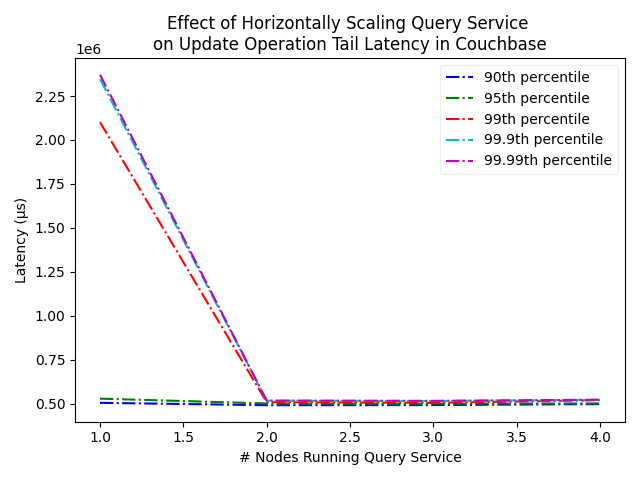 Effect of Horizontally Scaling Query Service
on Update Operation Tail Latency in Couchbase
1e6
90th percentile
95th percentile
99th percentile
99.9th percentile
99.99th percentile
2.25
2.00
1.75
1.50
1.25
1.00
0.75
0.50
Latency (µs)
1.0 1.5 2.0 2.5 3.0 3.5 4.0
# Nodes Running Query Service